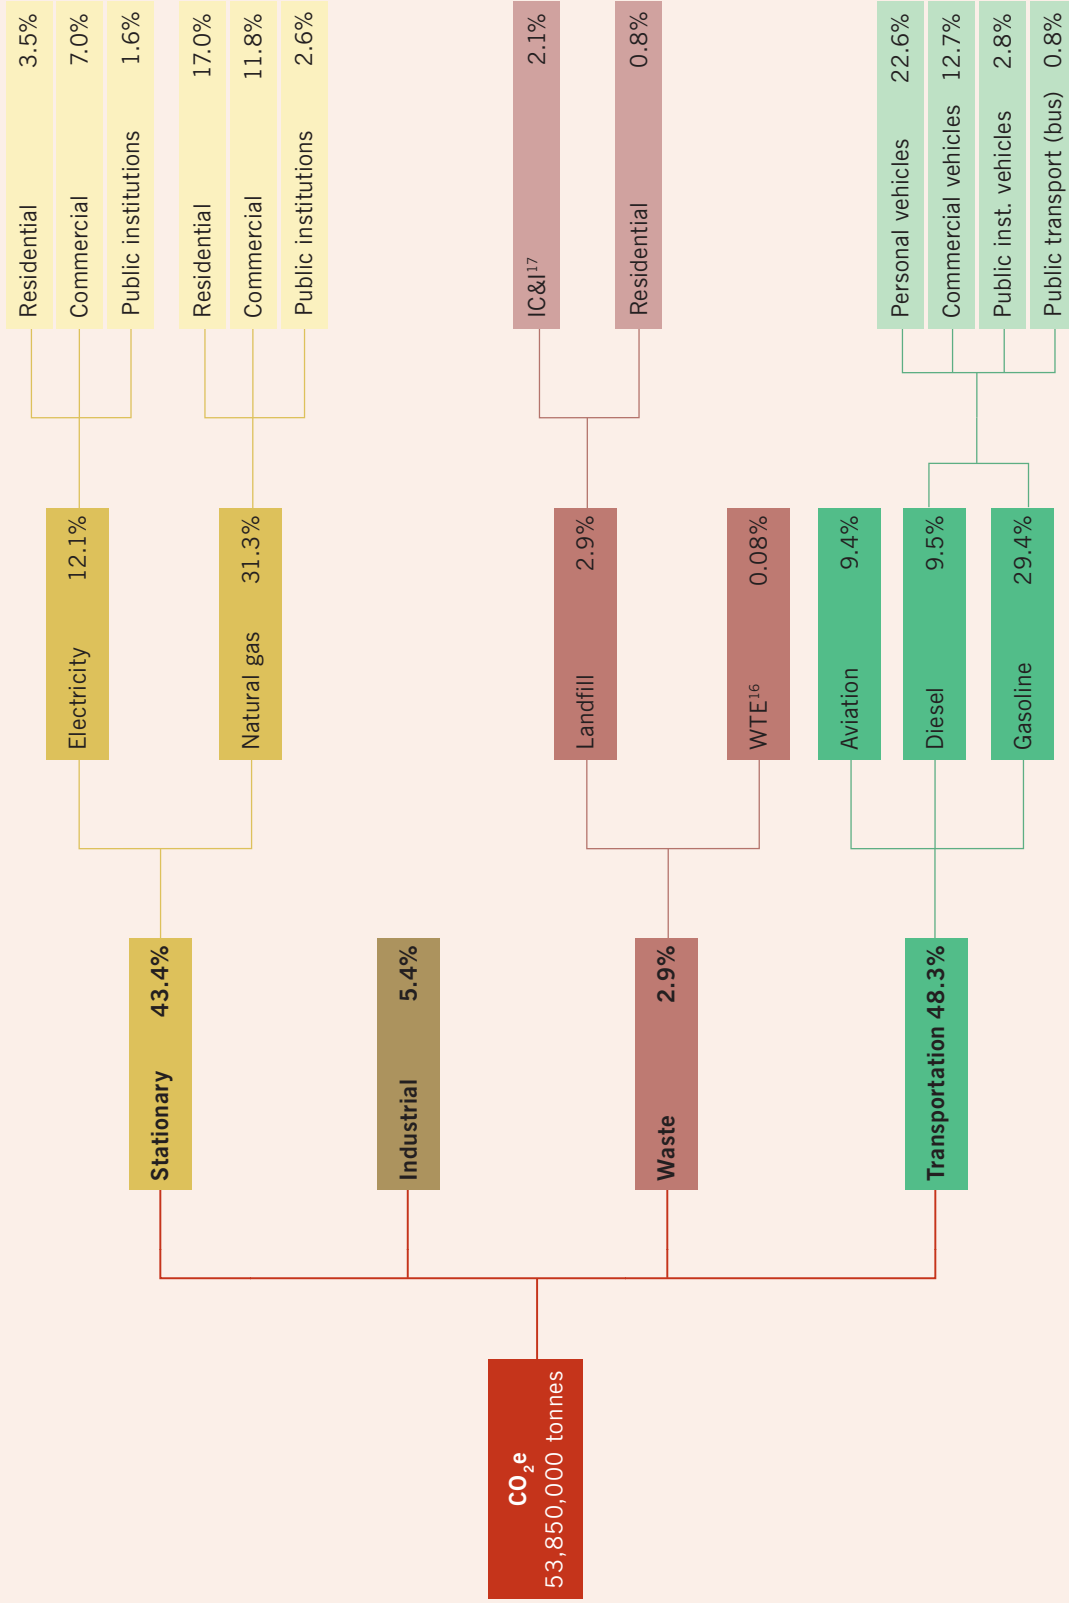 CO₂e
53,850,000 tonnes
Stationary 43.4%
Industrial 5.4%
Waste 2.9%
Transportation 48.3%
Electricity 12.1%
Natural gas 31.3%
Landfill 2.9%
WTE¹⁶ 0.08%
Aviation 9.4%
Diesel 9.5%
Gasoline 29.4%
Residential 3.5%
Commercial 7.0%
Public institutions 1.6%
Residential 17.0%
Commercial 11.8%
Public institutions 2.6%
IC&I¹⁷ 2.1%
Residential 0.8%
Personal vehicles 22.6%
Commercial vehicles 12.7%
Public inst. vehicles 2.8%
Public transport (bus) 0.8%